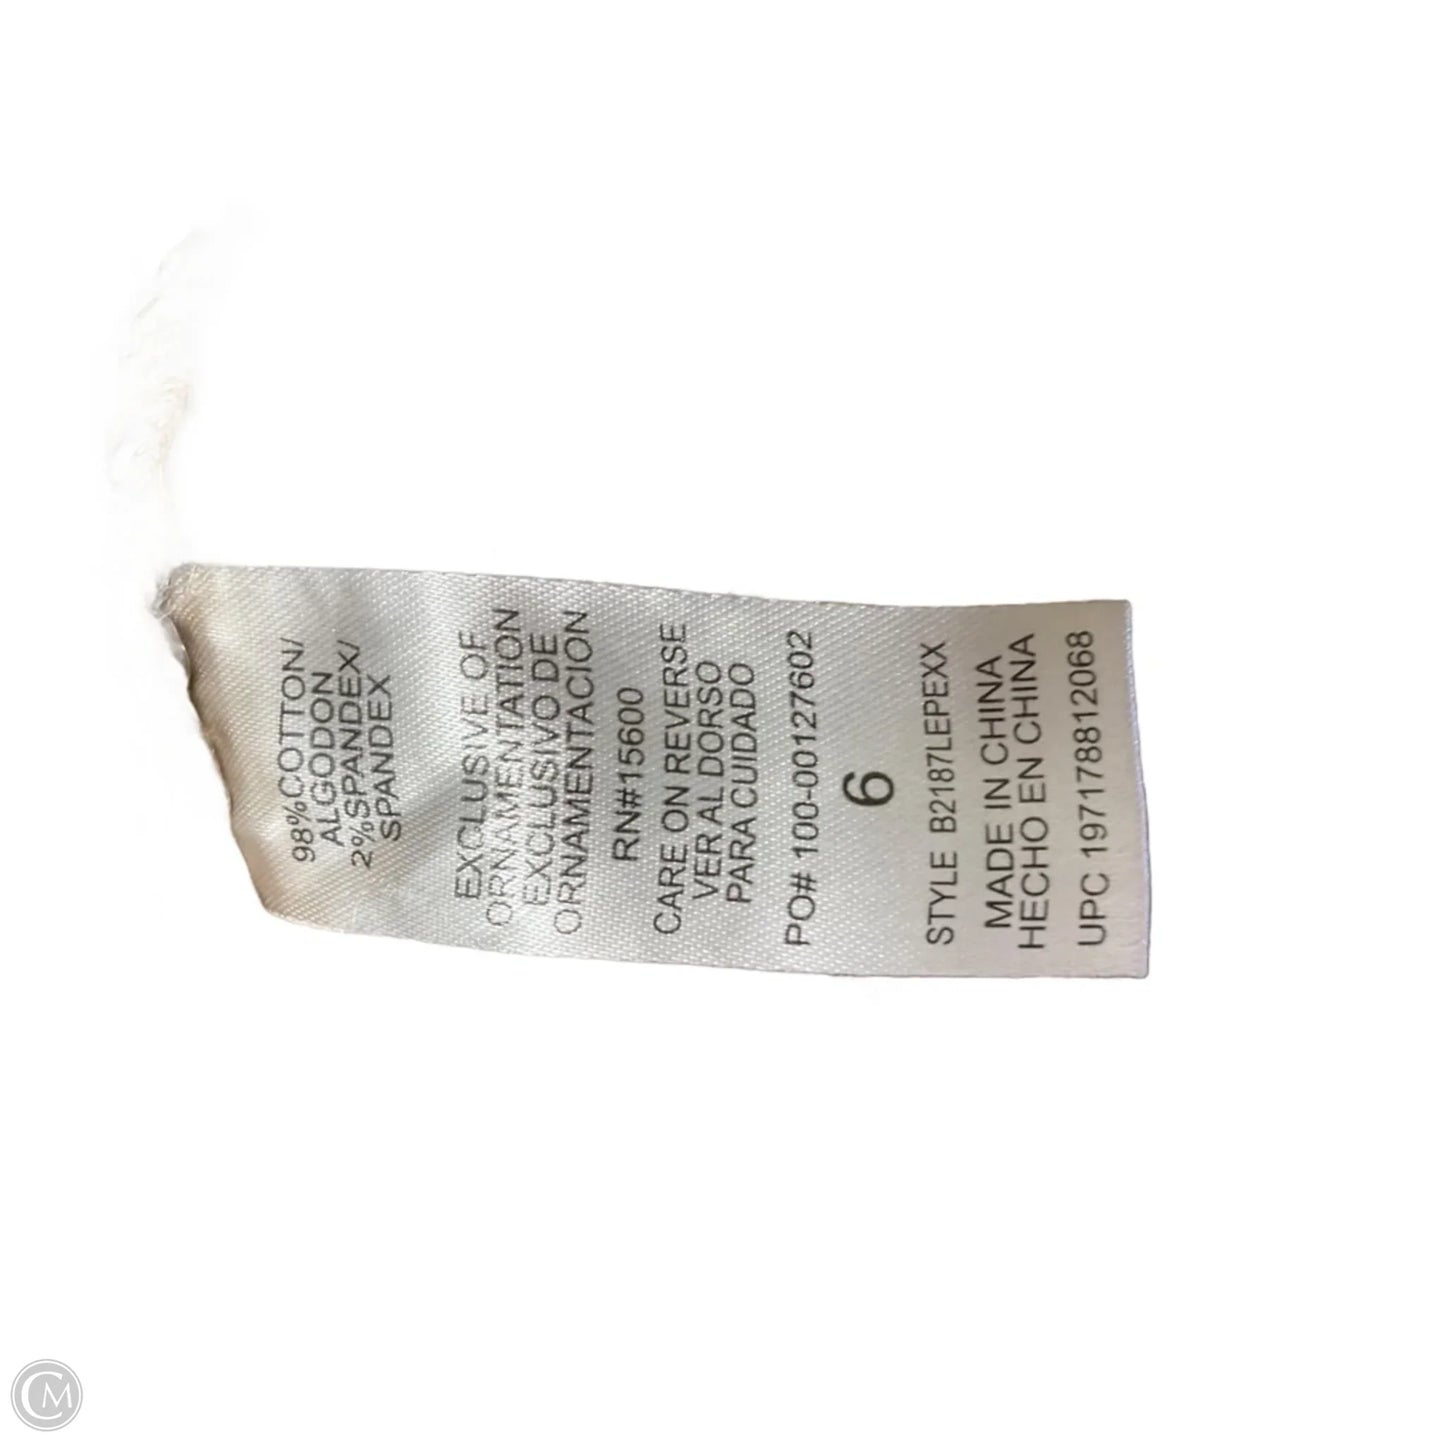 98%COTTON/
ALGODON
2%SPANDEX/
SPANDEX
EXCLUSIVE OF
ORNAMENTATION
EXCLUSIVO DE
ORNAMENTACION
RN#15600
CARE ON REVERSE
VER AL DORSO
PARA CUIDADO
PO# 100-00127602
6
STYLE B2187LEPEXX
MADE IN CHINA
HECHO EN CHINA
UPC 197178812068
CM